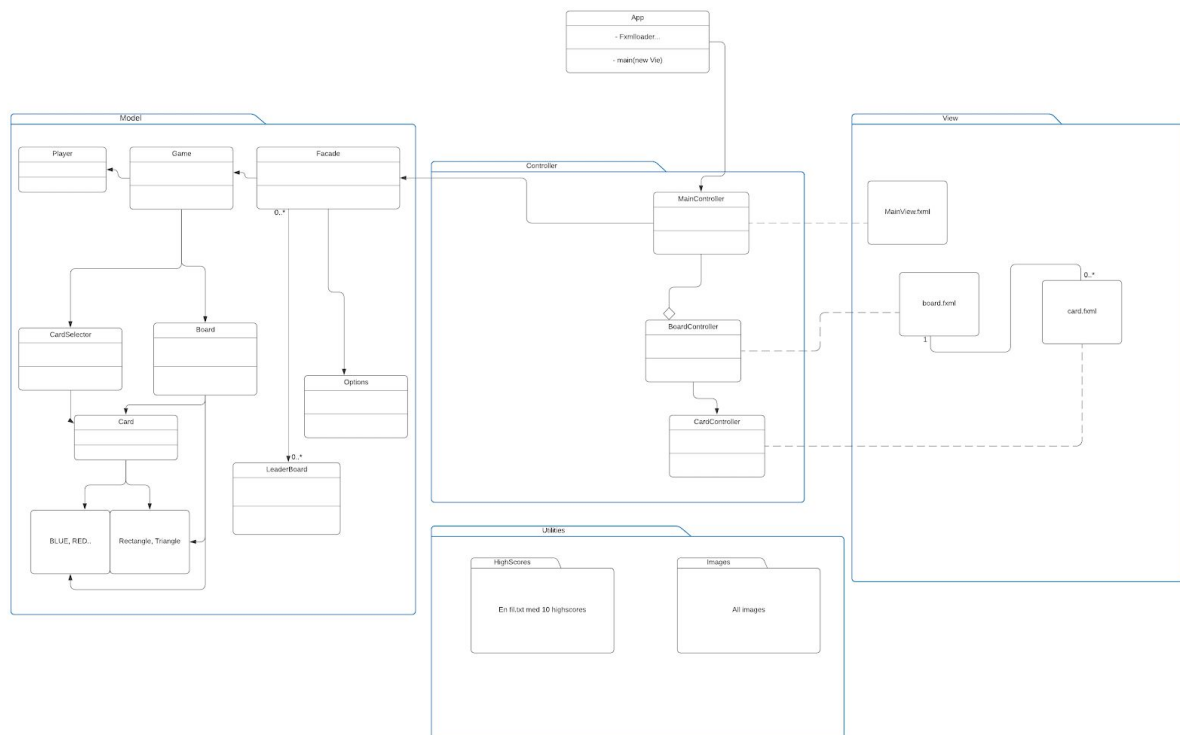 App
- Fxmlloader...
- main(new Vie)
Model
Player
Game
Facade
0..*
CardSelector
Board
Options
Card
0..*
LeaderBoard
BLUE, RED..
Rectangle, Triangle
Controller
MainController
BoardController
CardController
View
MainView.fxml
board.fxml
1
0..*
card.fxml
Utilities
HighScores
En fil.txt med 10 highscores
Images
All images